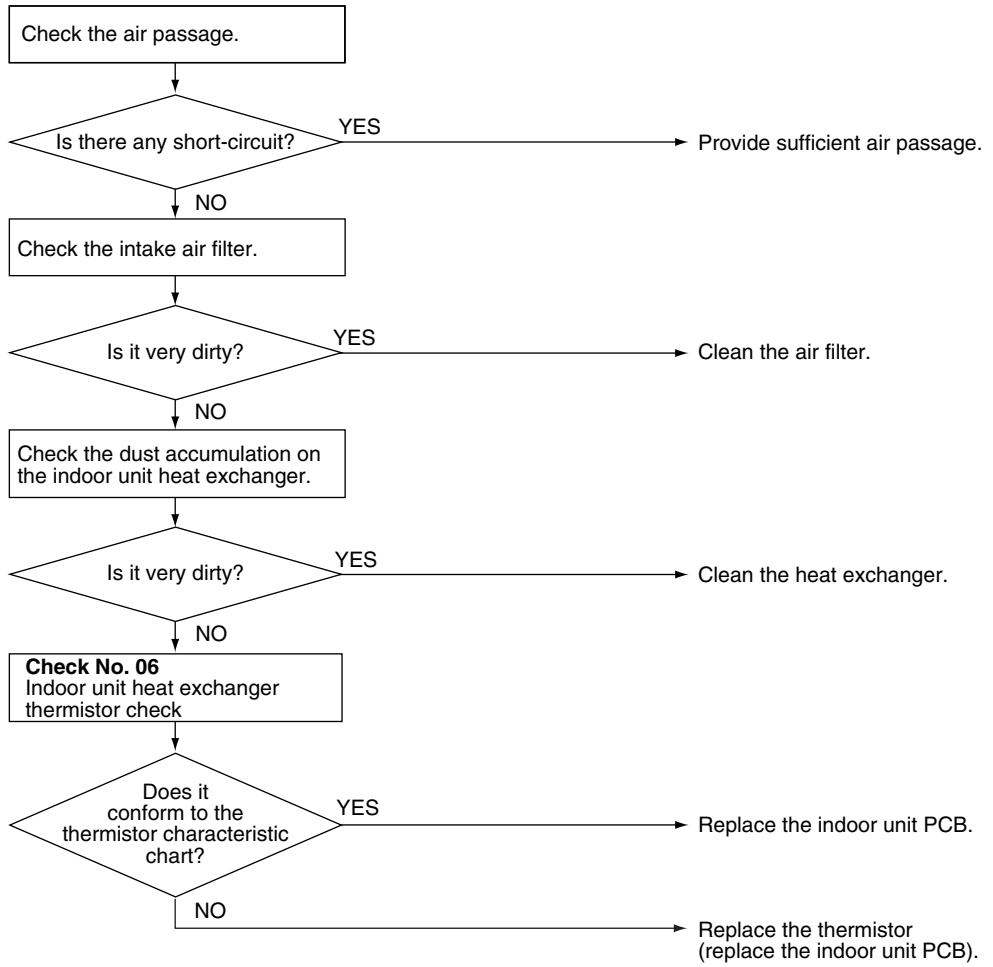 Check the air passage.
Is there any short-circuit?
YES
Provide sufficient air passage.
NO
Check the intake air filter.
Is it very dirty?
YES
Clean the air filter.
NO
Check the dust accumulation on
the indoor unit heat exchanger.
Is it very dirty?
YES
Clean the heat exchanger.
NO
Check No. 06
Indoor unit heat exchanger
thermistor check
Does it
conform to the
thermistor characteristic
chart?
YES
Replace the indoor unit PCB.
NO
Replace the thermistor
(replace the indoor unit PCB).